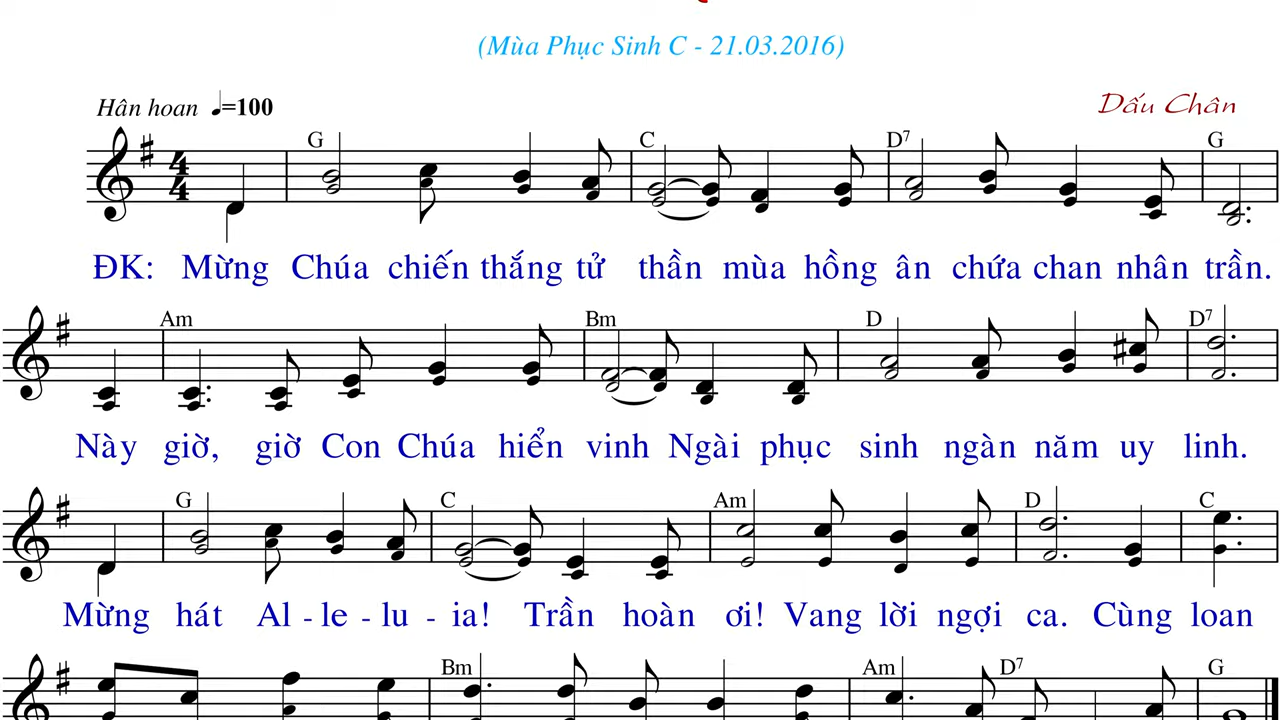 (Mùa Phục Sinh C - 21.03.2016)
Hân hoan ♩=100
Dấu Chân
G C D7 G
ĐK: Mừng Chúa chiến thắng tử thần mùa hồng ân chứa chan nhân trần.
Am Bm D D7
Này giờ, giờ Con Chúa hiển vinh Ngài phục sinh ngàn năm uy linh.
G C Am D C
Mừng hát Al - le - lu - ia! Trần hoàn ơi! Vang lời ngợi ca. Cùng loan
Bm Am D7 G